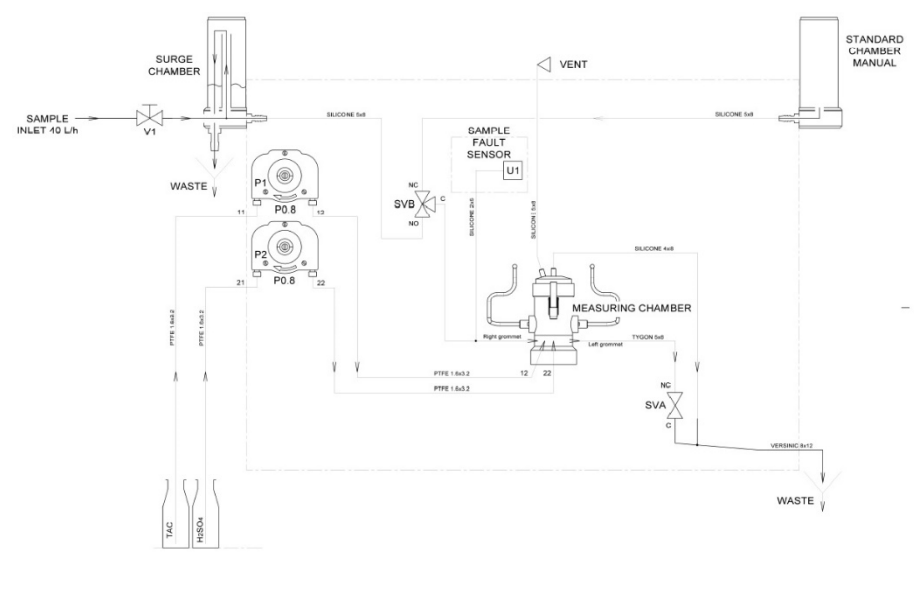 SURGE
CHAMBER
STANDARD
CHAMBER
MANUAL
VENT
SAMPLE
INLET 40 L/h
V1
SILICONE 5x8
SILICONE 5x8
SAMPLE
FAULT
SENSOR
U1
WASTE
P1
P0.8
11
12
NC
SVB
C
NO
SILICONE 2x6
SILICONE 5x8
P2
P0.8
21
22
SILICONE 4x8
MEASURING CHAMBER
PTFE 1.6x3.2
PTFE 1.6x3.2
Right grommet
Left grommet
TYGON 5x8
PTFE 1.6x3.2
12
22
PTFE 1.6x3.2
NC
SVA
C
VERSINIC 8x12
WASTE
TAC
H2SO4